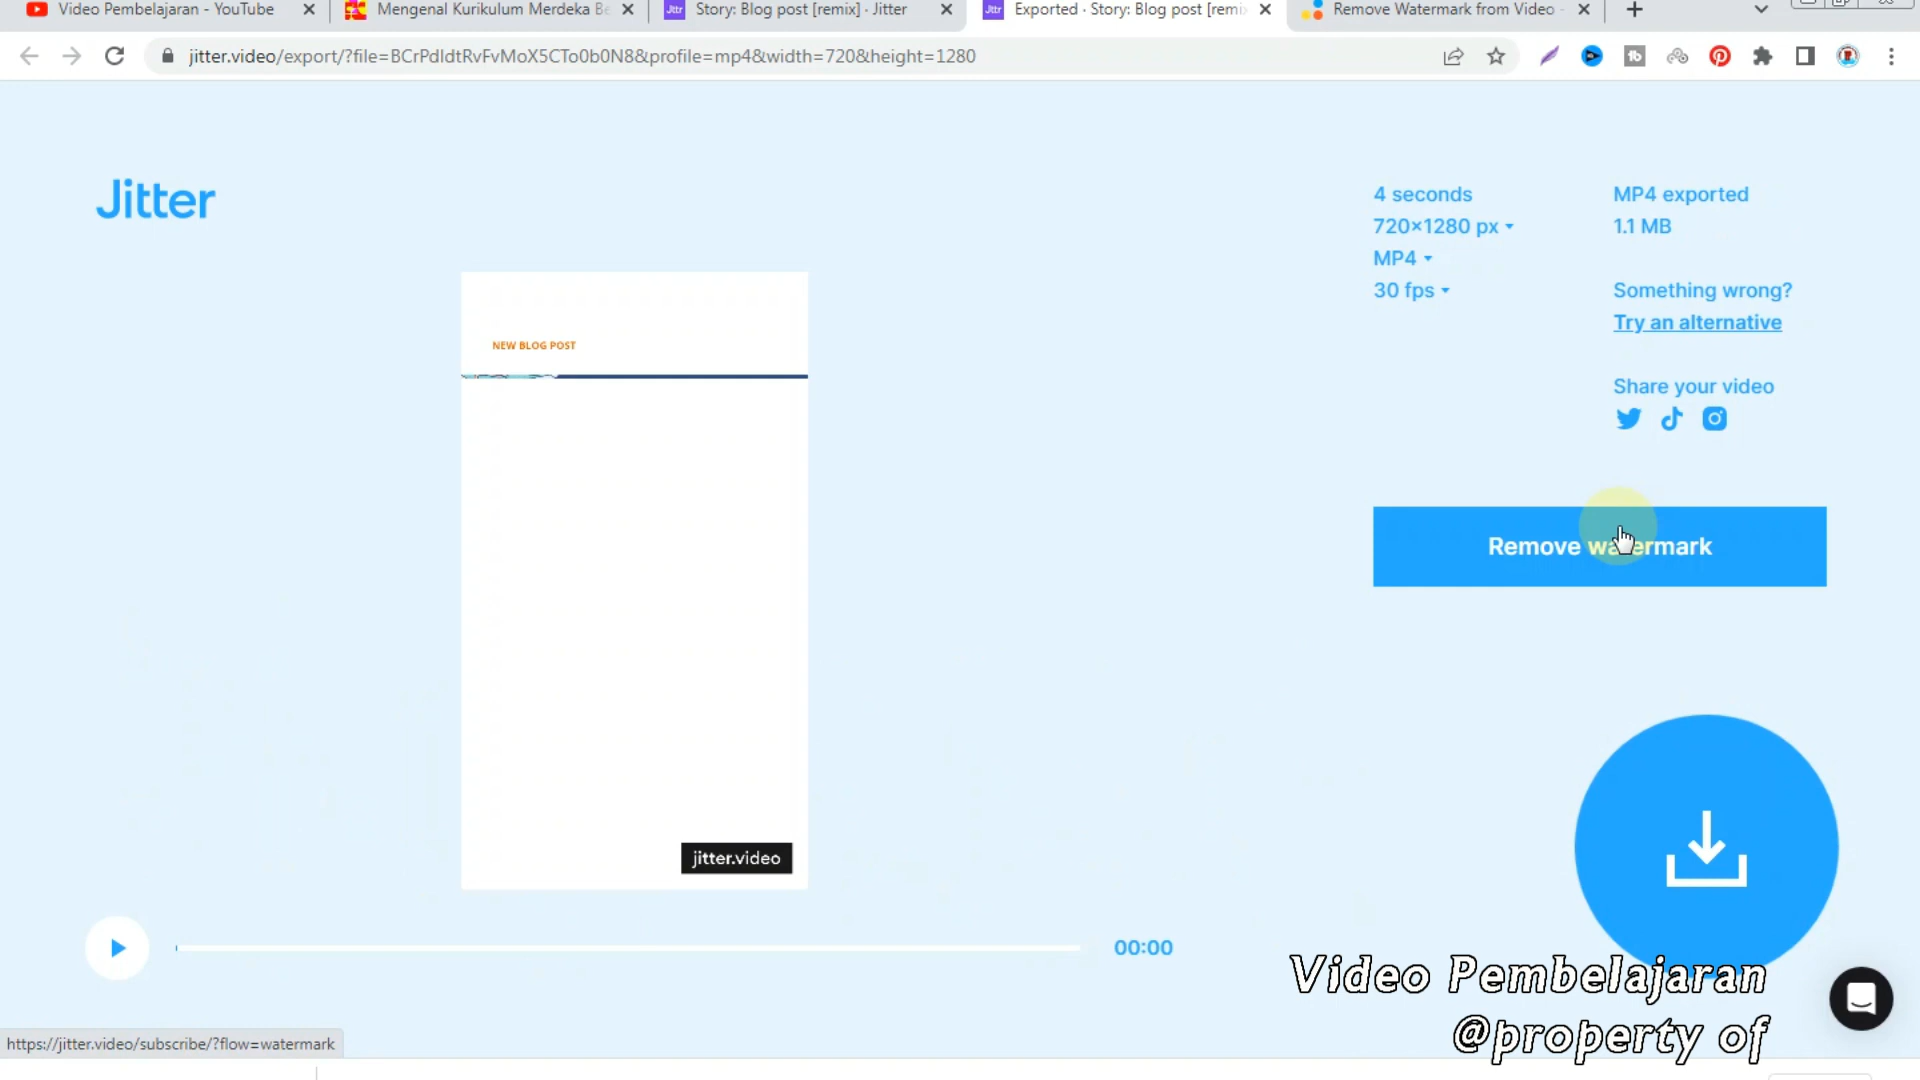 Video Pembelajaran - YouTube
Mengenal Kurikulum Merdeka Be
Story: Blog post [remix] · Jitter
Exported · Story: Blog post [remi
Remove Watermark from Video -
jitter.video/export/?file=BCrPdIdtRvFvMoX5CTo0b0N8&profile=mp4&width=720&height=1280
Jitter
4 seconds
720×1280 px
MP4
30 fps
MP4 exported
1.1 MB
Something wrong?
Try an alternative
Share your video
NEW BLOG POST
Remove watermark
jitter.video
00:00
Video Pembelajaran
@property of
https://jitter.video/subscribe/?flow=watermark